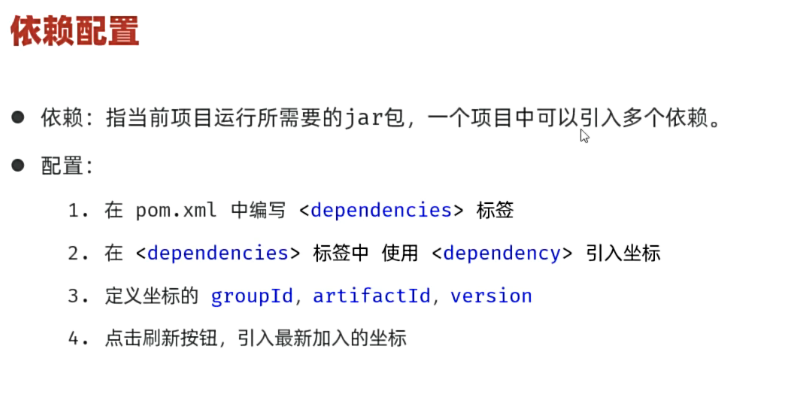 依赖配置
● 依赖：指当前项目运行所需要的jar包，一个项目中可以引入多个依赖。
● 配置：
1. 在 pom.xml 中编写 <dependencies> 标签
2. 在 <dependencies> 标签中 使用 <dependency> 引入坐标
3. 定义坐标的 groupId，artifactId，version
4. 点击刷新按钮，引入最新加入的坐标